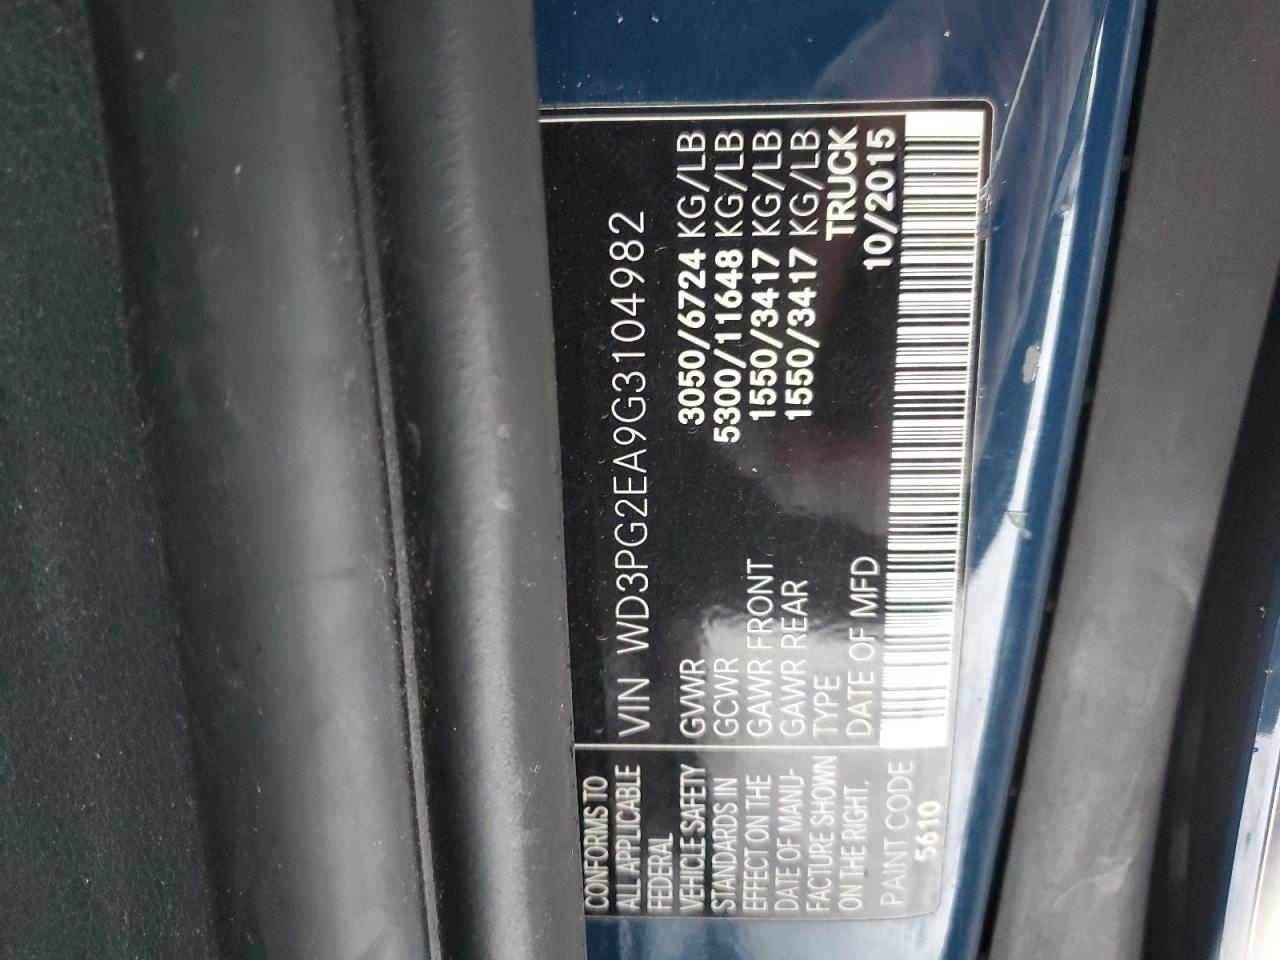 CONFORMS TO
ALL APPLICABLE
FEDERAL
VEHICLE SAFETY
STANDARDS IN
EFFECT ON THE
DATE OF MANU-
FACTURE SHOWN
ON THE RIGHT.
PAINT CODE
5610
VIN WD3PG2EA9G3104982
GVWR 3050/6724 KG/LB
GCWR 5300/11648 KG/LB
GAWR FRONT 1550/3417 KG/LB
GAWR REAR 1550/3417 KG/LB
TYPE TRUCK
DATE OF MFD 10/2015